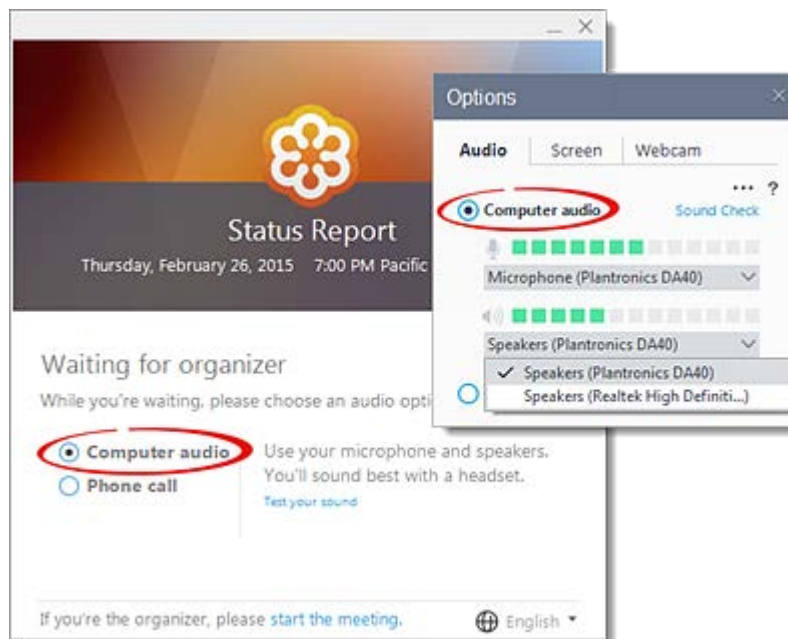 Status Report
Thursday, February 26, 2015 7:00 PM Pacific
Waiting for organizer
While you're waiting, please choose an audio opti
Computer audio
Phone call
Use your microphone and speakers.
You'll sound best with a headset.
Test your sound
If you're the organizer, please start the meeting.
English
Options
Audio Screen Webcam
... ?
Computer audio Sound Check
Microphone (Plantronics DA40)
Speakers (Plantronics DA40)
✓ Speakers (Plantronics DA40)
Speakers (Realtek High Definiti...)